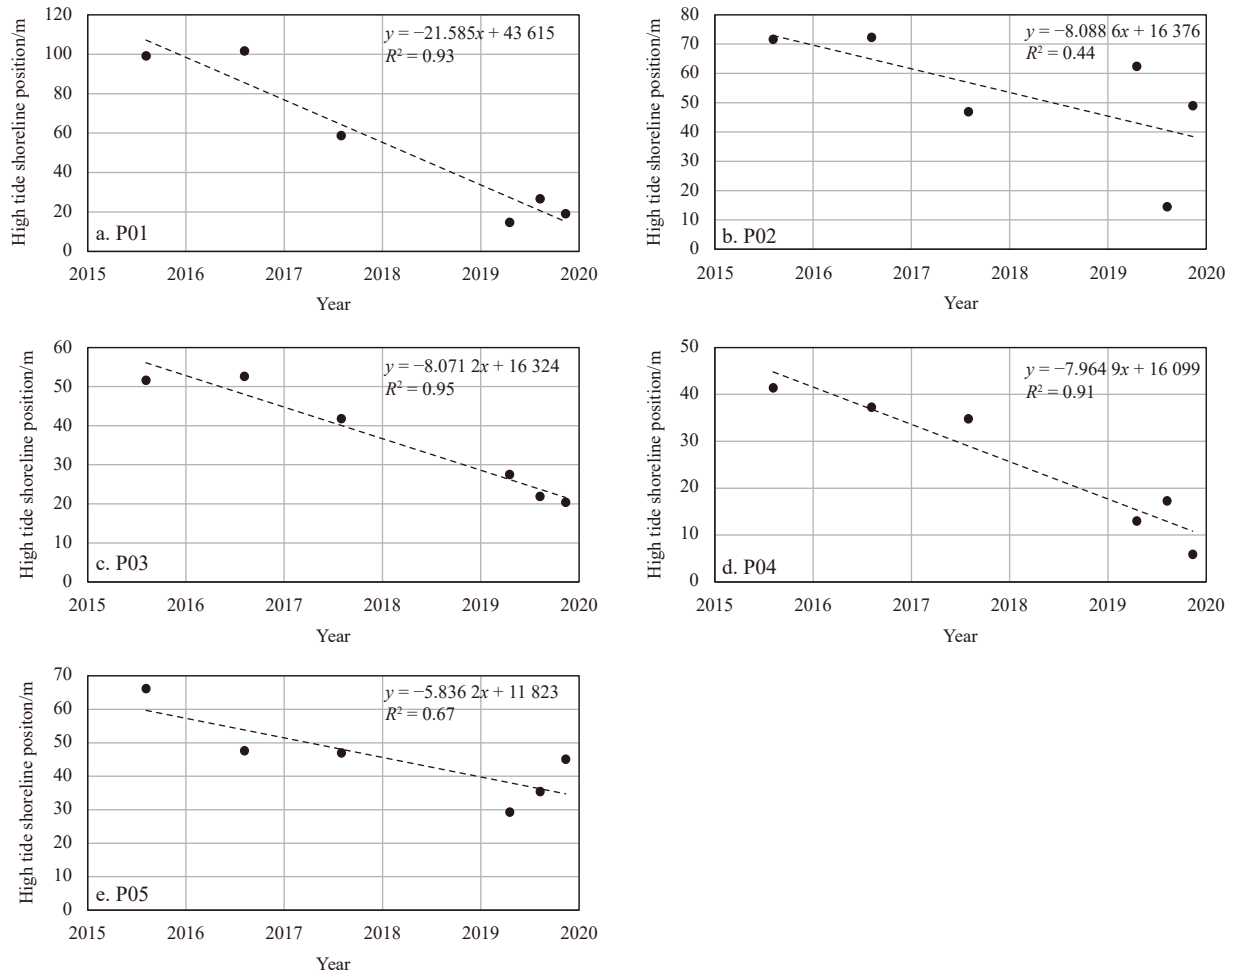 120
100
80
60
40
20
0
High tide shoreline position/m
y = −21.585x + 43 615
R² = 0.93
a. P01
2015 2016 2017 2018 2019 2020
Year
80
70
60
50
40
30
20
10
0
High tide shoreline position/m
y = −8.088 6x + 16 376
R² = 0.44
b. P02
2015 2016 2017 2018 2019 2020
Year
60
50
40
30
20
10
0
High tide shoreline position/m
y = −8.071 2x + 16 324
R² = 0.95
c. P03
2015 2016 2017 2018 2019 2020
Year
50
40
30
20
10
0
High tide shoreline position/m
y = −7.964 9x + 16 099
R² = 0.91
d. P04
2015 2016 2017 2018 2019 2020
Year
70
60
50
40
30
20
10
0
High tide shoreline positon/m
y = −5.836 2x + 11 823
R² = 0.67
e. P05
2015 2016 2017 2018 2019 2020
Year